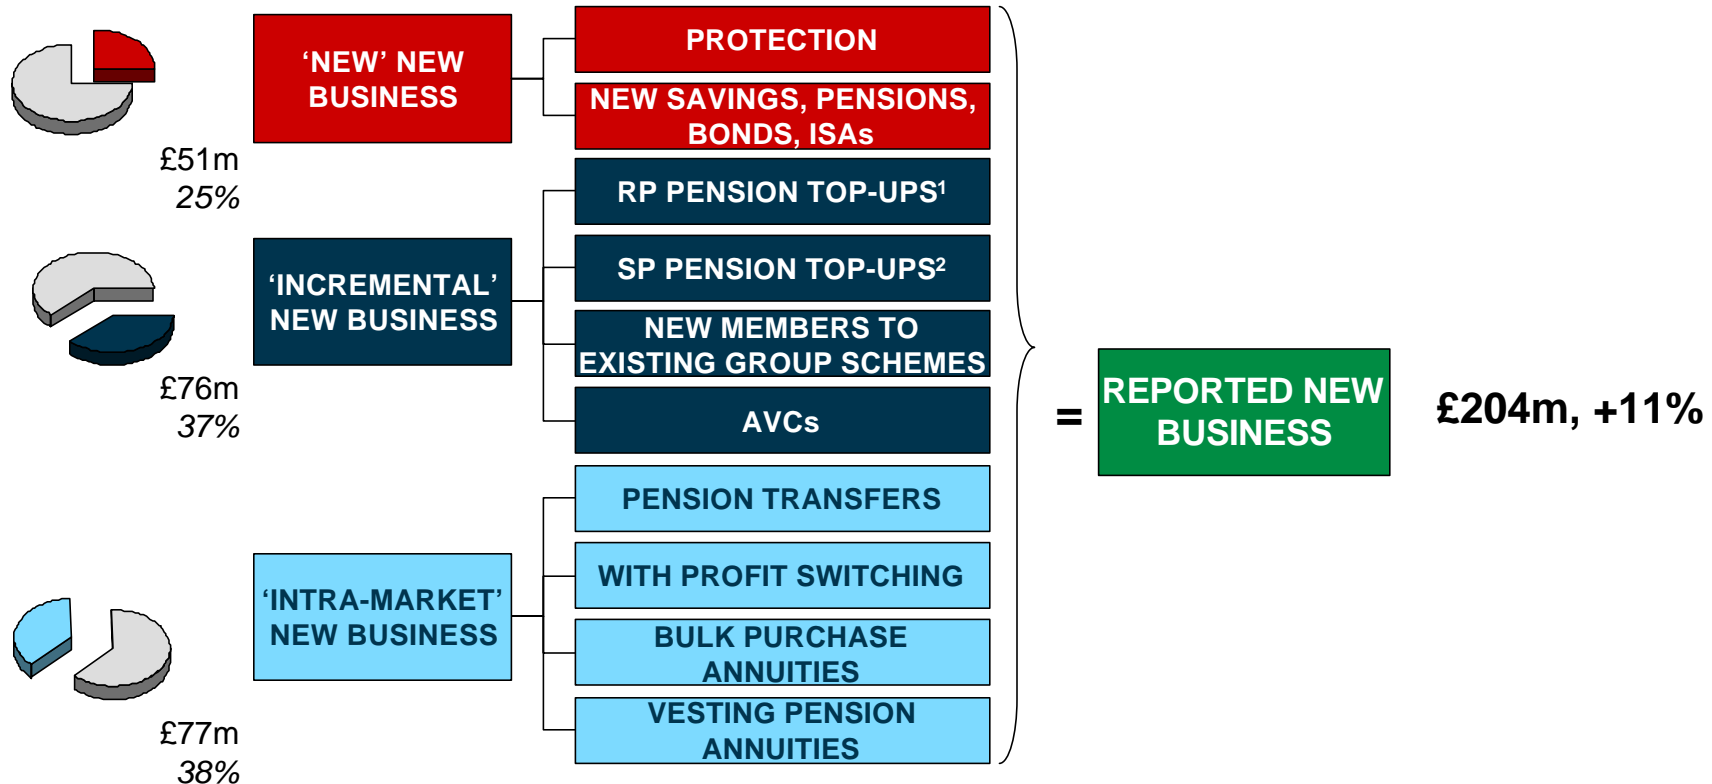 £51m
25%
‘NEW’ NEW
BUSINESS
PROTECTION
NEW SAVINGS, PENSIONS,
BONDS, ISAs
£76m
37%
‘INCREMENTAL’
NEW BUSINESS
RP PENSION TOP-UPS¹
SP PENSION TOP-UPS²
NEW MEMBERS TO
EXISTING GROUP SCHEMES
AVCs
£77m
38%
‘INTRA-MARKET’
NEW BUSINESS
PENSION TRANSFERS
WITH PROFIT SWITCHING
BULK PURCHASE
ANNUITIES
VESTING PENSION
ANNUITIES
=
REPORTED NEW
BUSINESS
£204m, +11%